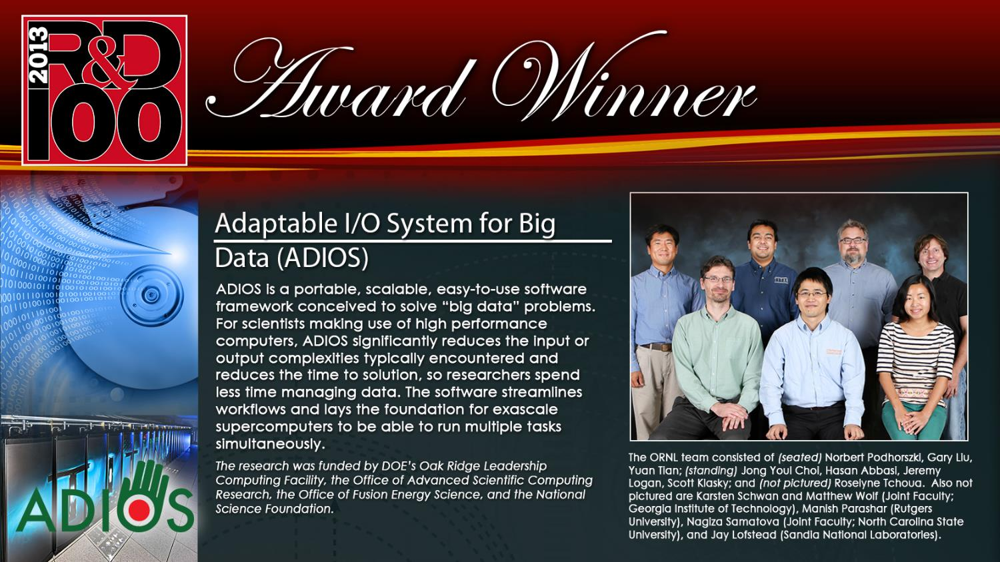 2013
R&D
100
Award Winner
Adaptable I/O System for Big
Data (ADIOS)
ADIOS is a portable, scalable, easy-to-use software
framework conceived to solve “big data” problems.
For scientists making use of high performance
computers, ADIOS significantly reduces the input or
output complexities typically encountered and
reduces the time to solution, so researchers spend
less time managing data. The software streamlines
workflows and lays the foundation for exascale
supercomputers to be able to run multiple tasks
simultaneously.
The research was funded by DOE’s Oak Ridge Leadership
Computing Facility, the Office of Advanced Scientific Computing
Research, the Office of Fusion Energy Science, and the National
Science Foundation.
TITAN
ADIOS
The ORNL team consisted of (seated) Norbert Podhorszki, Gary Liu,
Yuan Tian; (standing) Jong Youl Choi, Hasan Abbasi, Jeremy
Logan, Scott Klasky; and (not pictured) Roselyne Tchoua. Also not
pictured are Karsten Schwan and Matthew Wolf (Joint Faculty;
Georgia Institute of Technology), Manish Parashar (Rutgers
University), Nagiza Samatova (Joint Faculty; North Carolina State
University), and Jay Lofstead (Sandia National Laboratories).